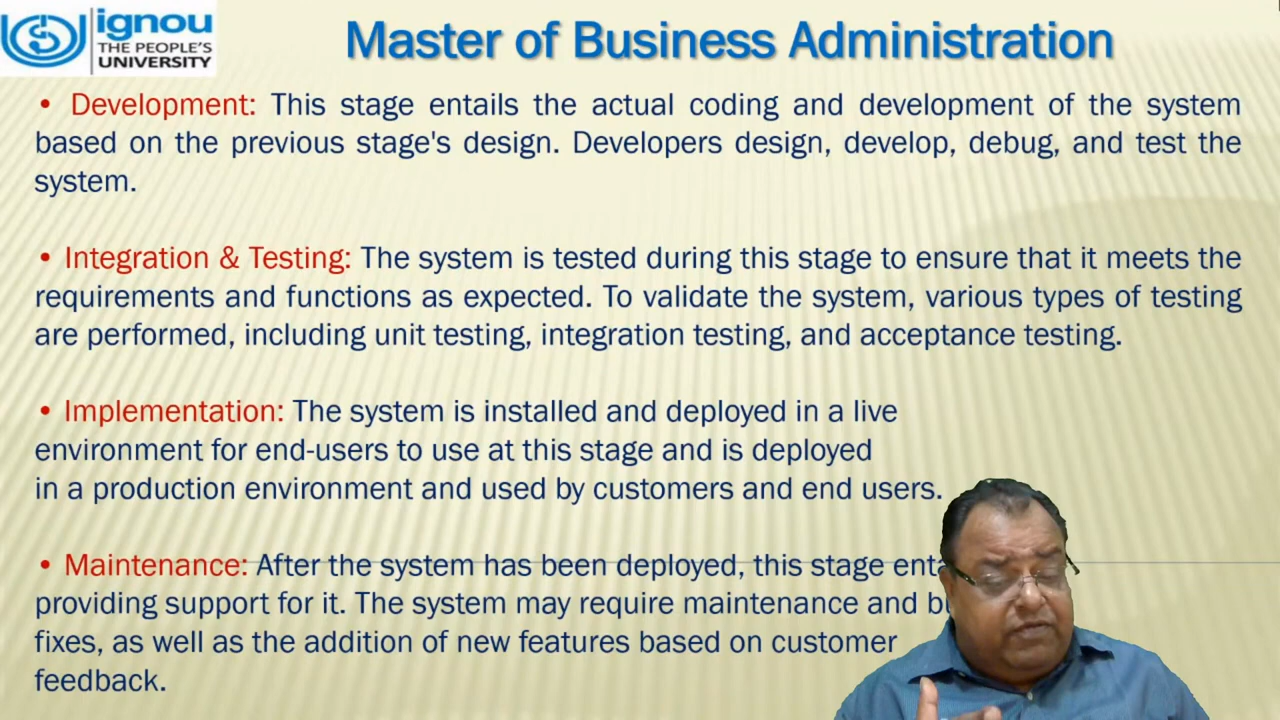 ignou
THE PEOPLE'S
UNIVERSITY
Master of Business Administration
• Development: This stage entails the actual coding and development of the system
based on the previous stage's design. Developers design, develop, debug, and test the
system.
• Integration & Testing: The system is tested during this stage to ensure that it meets the
requirements and functions as expected. To validate the system, various types of testing
are performed, including unit testing, integration testing, and acceptance testing.
• Implementation: The system is installed and deployed in a live
environment for end-users to use at this stage and is deployed
in a production environment and used by customers and end users.
• Maintenance: After the system has been deployed, this stage
providing support for it. The system may require maintenance and
fixes, as well as the addition of new features based on customer
feedback.